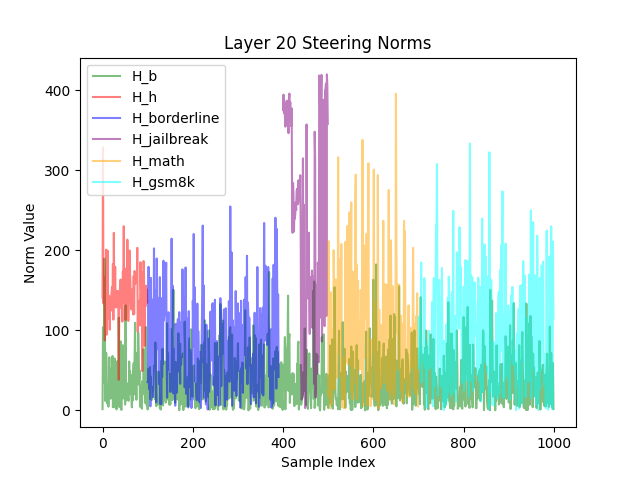 Layer 20 Steering Norms
H_b
H_h
H_borderline
H_jailbreak
H_math
H_gsm8k
Norm Value
400
300
200
100
0
0
200
400
600
800
1000
Sample Index